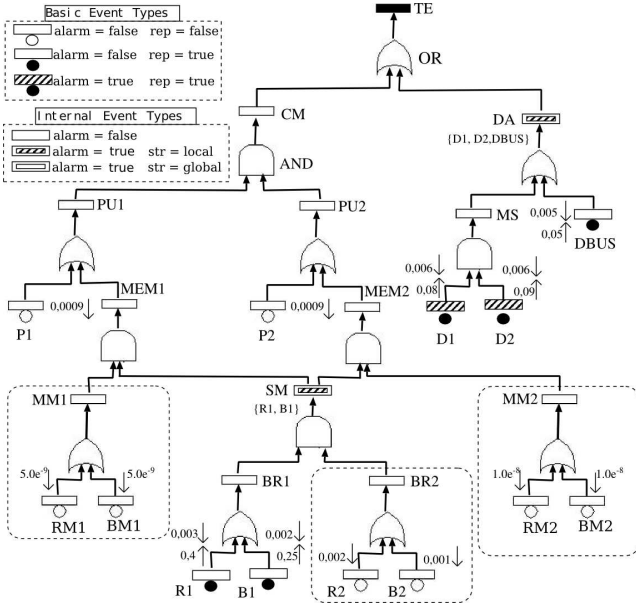 Basic Event Types
alarm = false rep = false
alarm = false rep = true
alarm = true rep = true
Internal Event Types
alarm = false
alarm = true str = local
alarm = true str = global
TE
OR
CM
DA
{D1, D2,DBUS}
AND
PU1
PU2
MS
0,005
0,05
DBUS
0,006
0,08
0,006
0,09
D1
D2
MEM1
MEM2
P1
0,0009
P2
0,0009
MM1
SM
{R1, B1}
MM2
5.0e-9
5.0e-9
RM1
BM1
BR1
BR2
1.0e-8
1.0e-8
RM2
BM2
0,003
0,4
0,002
0,25
R1
B1
0,002
0,001
R2
B2